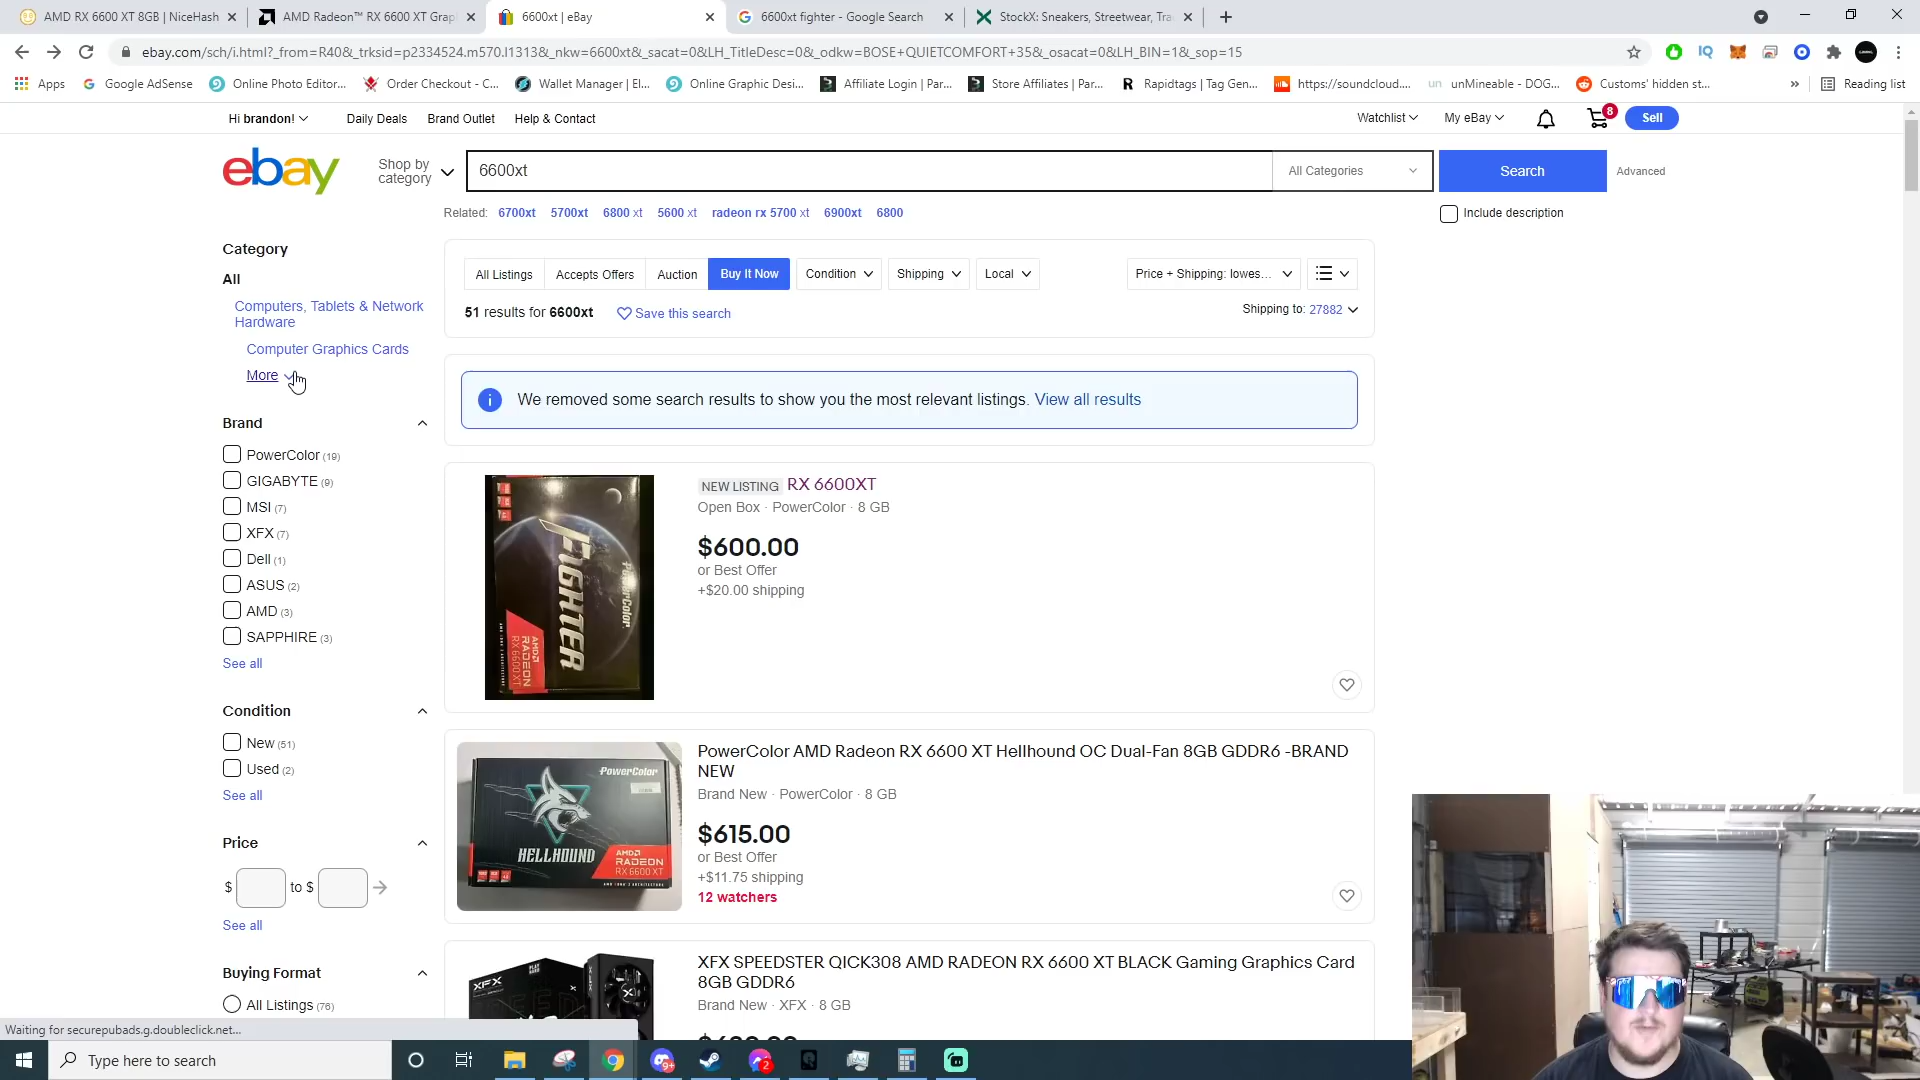 AMD RX 6600 XT 8GB | NiceHash
AMD Radeon™ RX 6600 XT Grap
6600xt | eBay
6600xt fighter - Google Search
StockX: Sneakers, Streetwear, Tra
ebay.com/sch/i.html?_from=R40&_trksid=p2334524.m570.l1313&_nkw=6600xt&_sacat=0&LH_TitleDesc=0&_odkw=BOSE+QUIETCOMFORT+35&_osacat=0&LH_BIN=1&_sop=15
Apps
Google AdSense
Online Photo Editor...
Order Checkout - C...
Wallet Manager | El...
Online Graphic Desi...
Affiliate Login | Par...
Store Affiliates | Par...
Rapidtags | Tag Gen...
https://soundcloud....
unMineable - DOG...
Customs' hidden st...
Reading list
Hi brandon!
Daily Deals
Brand Outlet
Help & Contact
Watchlist
My eBay
8
Sell
ebay
Shop by category
6600xt
All Categories
Search
Advanced
Related: 6700xt 5700xt 6800 xt 5600 xt radeon rx 5700 xt 6900xt 6800
Include description
Category
All
Computers, Tablets & Network
Hardware
Computer Graphics Cards
More
Brand
PowerColor (19)
GIGABYTE (9)
MSI (7)
XFX (7)
Dell (1)
ASUS (2)
AMD (3)
SAPPHIRE (3)
See all
Condition
New (51)
Used (2)
See all
Price
$ to $
See all
Buying Format
All Listings (76)
All Listings
Accepts Offers
Auction
Buy It Now
Condition
Shipping
Local
Price + Shipping: lowes...
51 results for 6600xt
Save this search
Shipping to: 27882
We removed some search results to show you the most relevant listings. View all results
FIGHTER
PowerColor
AMD
RADEON
RX 6600XT
NEW LISTING RX 6600XT
Open Box · PowerColor · 8 GB
$600.00
or Best Offer
+$20.00 shipping
PowerColor
HELLHOUND
AMD
RADEON
RX 6600 XT
PowerColor AMD Radeon RX 6600 XT Hellhound OC Dual-Fan 8GB GDDR6 -BRAND
NEW
Brand New · PowerColor · 8 GB
$615.00
or Best Offer
+$11.75 shipping
12 watchers
XFX
XFX SPEEDSTER QICK308 AMD RADEON RX 6600 XT BLACK Gaming Graphics Card
8GB GDDR6
Brand New · XFX · 8 GB
Waiting for securepubads.g.doubleclick.net...
Type here to search
9+
2